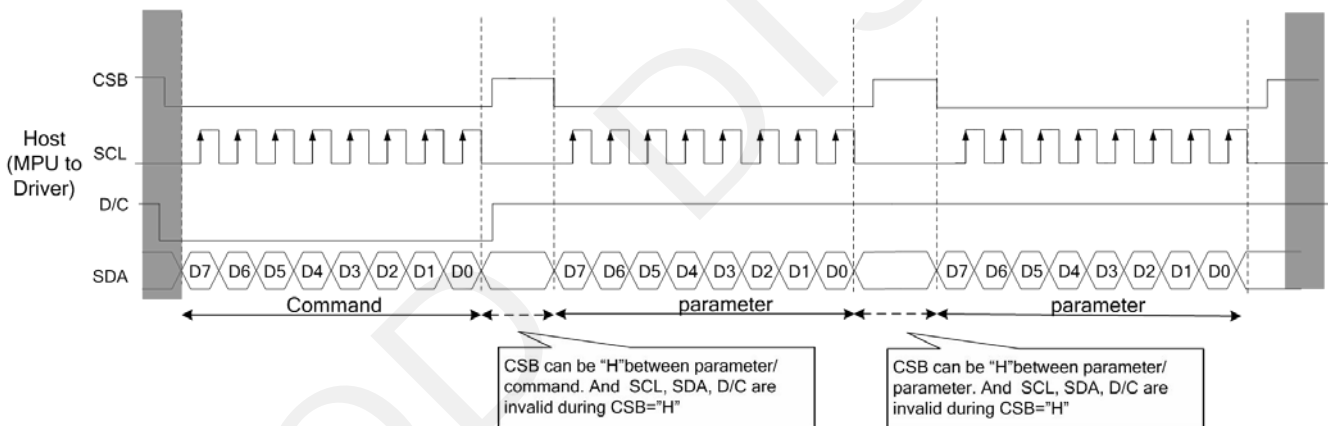 CSB
Host
(MPU to
Driver)
SCL
D/C
SDA
D7 D6 D5 D4 D3 D2 D1 D0
D7 D6 D5 D4 D3 D2 D1 D0
D7 D6 D5 D4 D3 D2 D1 D0
Command
parameter
parameter
CSB can be “H”between parameter/
command. And SCL, SDA, D/C are
invalid during CSB=”H”
CSB can be “H”between parameter/
parameter. And SCL, SDA, D/C are
invalid during CSB=”H”